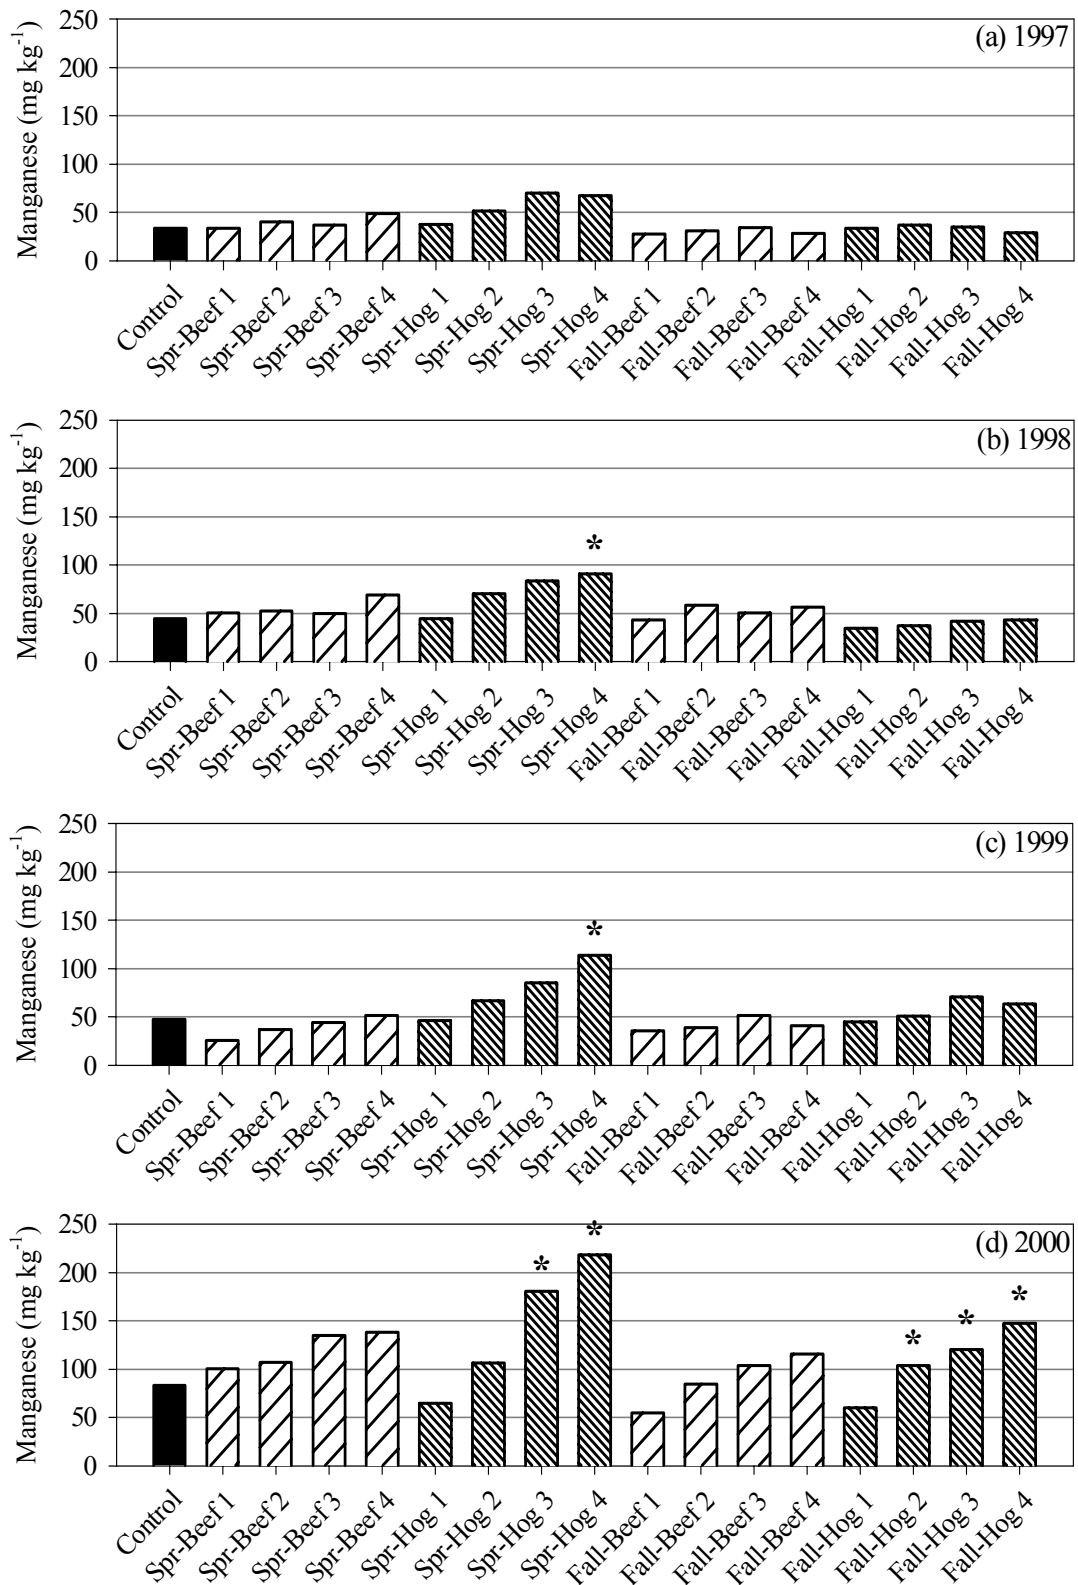 (a) 1997
Manganese (mg kg-1)
250
200
150
100
50
0
Control
Spr-Beef 1
Spr-Beef 2
Spr-Beef 3
Spr-Beef 4
Spr-Hog 1
Spr-Hog 2
Spr-Hog 3
Spr-Hog 4
Fall-Beef 1
Fall-Beef 2
Fall-Beef 3
Fall-Beef 4
Fall-Hog 1
Fall-Hog 2
Fall-Hog 3
Fall-Hog 4
(b) 1998
Manganese (mg kg-1)
250
200
150
100
50
0
*
Control
Spr-Beef 1
Spr-Beef 2
Spr-Beef 3
Spr-Beef 4
Spr-Hog 1
Spr-Hog 2
Spr-Hog 3
Spr-Hog 4
Fall-Beef 1
Fall-Beef 2
Fall-Beef 3
Fall-Beef 4
Fall-Hog 1
Fall-Hog 2
Fall-Hog 3
Fall-Hog 4
(c) 1999
Manganese (mg kg-1)
250
200
150
100
50
0
*
Control
Spr-Beef 1
Spr-Beef 2
Spr-Beef 3
Spr-Beef 4
Spr-Hog 1
Spr-Hog 2
Spr-Hog 3
Spr-Hog 4
Fall-Beef 1
Fall-Beef 2
Fall-Beef 3
Fall-Beef 4
Fall-Hog 1
Fall-Hog 2
Fall-Hog 3
Fall-Hog 4
(d) 2000
Manganese (mg kg-1)
250
200
150
100
50
0
* * * * *
Control
Spr-Beef 1
Spr-Beef 2
Spr-Beef 3
Spr-Beef 4
Spr-Hog 1
Spr-Hog 2
Spr-Hog 3
Spr-Hog 4
Fall-Beef 1
Fall-Beef 2
Fall-Beef 3
Fall-Beef 4
Fall-Hog 1
Fall-Hog 2
Fall-Hog 3
Fall-Hog 4